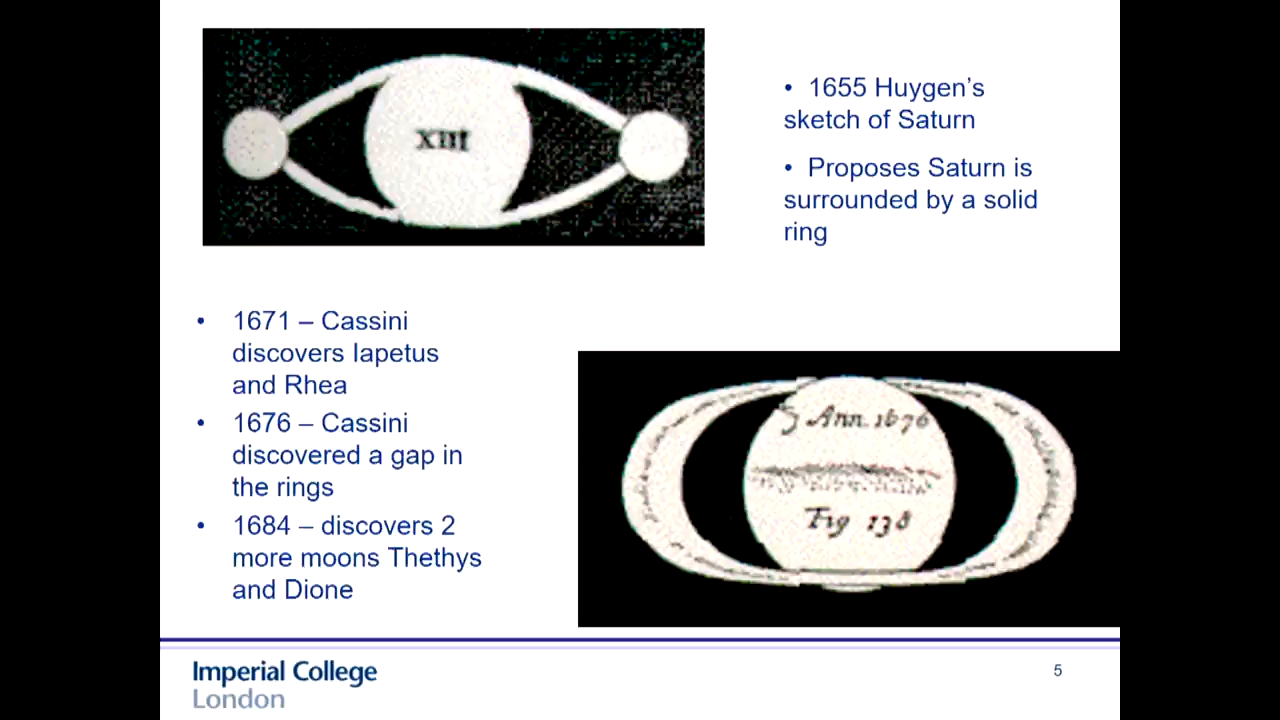 XIII
• 1655 Huygen’s
sketch of Saturn
• Proposes Saturn is
surrounded by a solid
ring
• 1671 – Cassini
discovers Iapetus
and Rhea
• 1676 – Cassini
discovered a gap in
the rings
• 1684 – discovers 2
more moons Thethys
and Dione
Ann. 1676
Fig 138
Imperial College
London
5